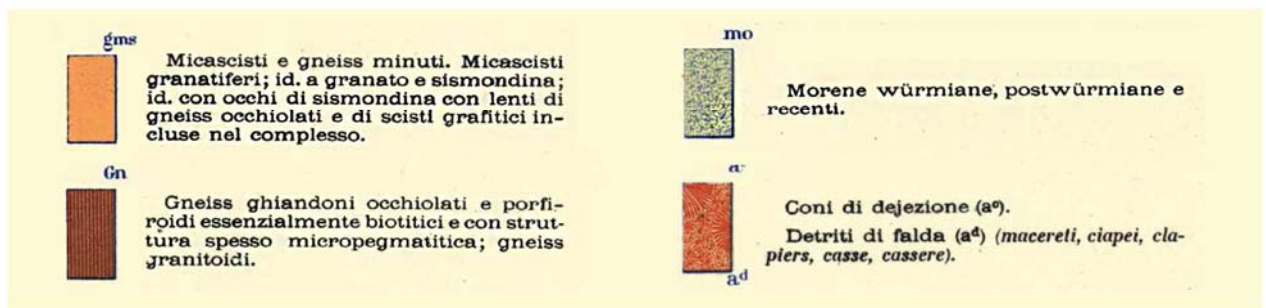 gms
Micascisti e gneiss minuti. Micascisti
granatiferi; id. a granato e sismondina;
id. con occhi di sismondina con lenti di
gneiss occhiolati e di scisti grafitici in-
cluse nel complesso.
Gn
Gneiss ghiandoni occhiolati e porfi-
roidi essenzialmente biotitici e con strut-
tura spesso micropegmatitica; gneiss
granitoidi.
mo
Morene würmiane, postwürmiane e
recenti.
Coni di dejezione (aᶜ).
Detriti di falda (aᵈ) (macereti, ciapei, cla-
piers, casse, cassere).
aᵈ